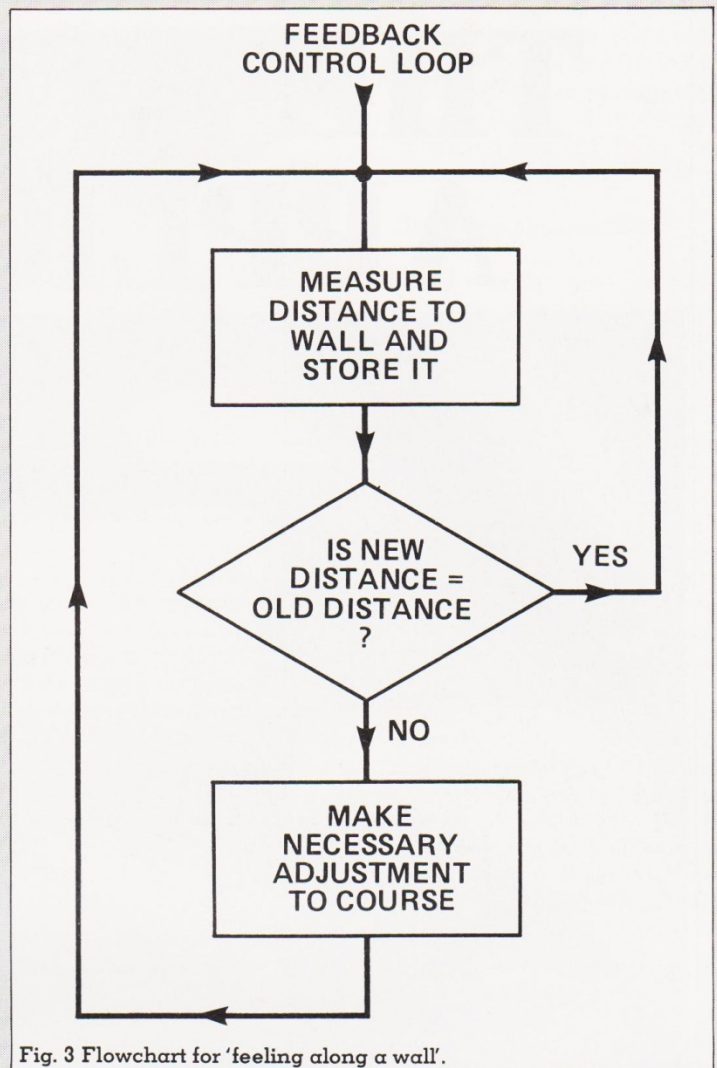 FEEDBACK
CONTROL LOOP
MEASURE
DISTANCE TO
WALL AND
STORE IT
IS NEW
DISTANCE =
OLD DISTANCE
?
YES
NO
MAKE
NECESSARY
ADJUSTMENT
TO COURSE
Fig. 3 Flowchart for 'feeling along a wall'.